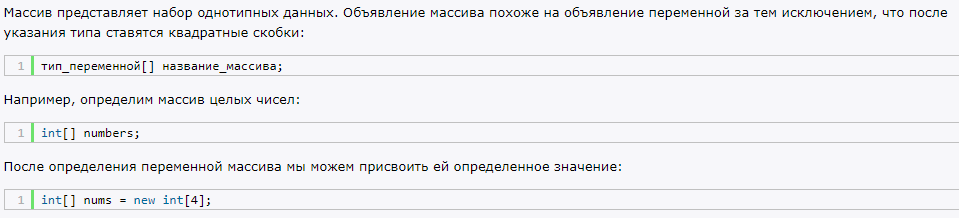 Массив представляет набор однотипных данных. Объявление массива похоже на объявление переменной за тем исключением, что после
указания типа ставятся квадратные скобки:
1 тип_переменной[] название_массива;
Например, определим массив целых чисел:
1 int[] numbers;
После определения переменной массива мы можем присвоить ей определенное значение:
1 int[] nums = new int[4];